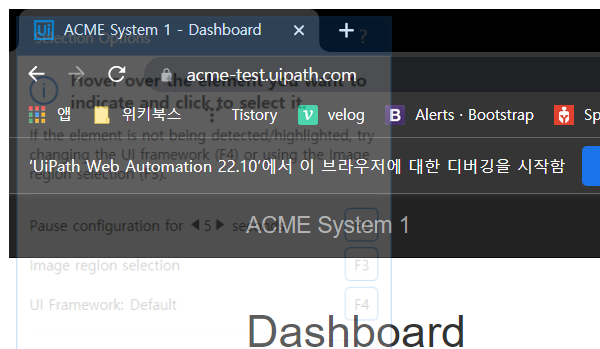 ACME System 1 - Dashboard
Selection Options ?
acme-test.uipath.com
Hover over the element you want to
indicate and click to select it
앱 위키북스 Tistory velog Alerts · Bootstrap Sp
If the element is not being detected/highlighted, try
changing the UI framework (F4) or using the Image
region selection (F3).
'UiPath Web Automation 22.10'에서 이 브라우저에 대한 디버깅을 시작함
Pause configuration for 5 seconds
ACME System 1
Image region selection F3
UI Framework: Default F4
Dashboard